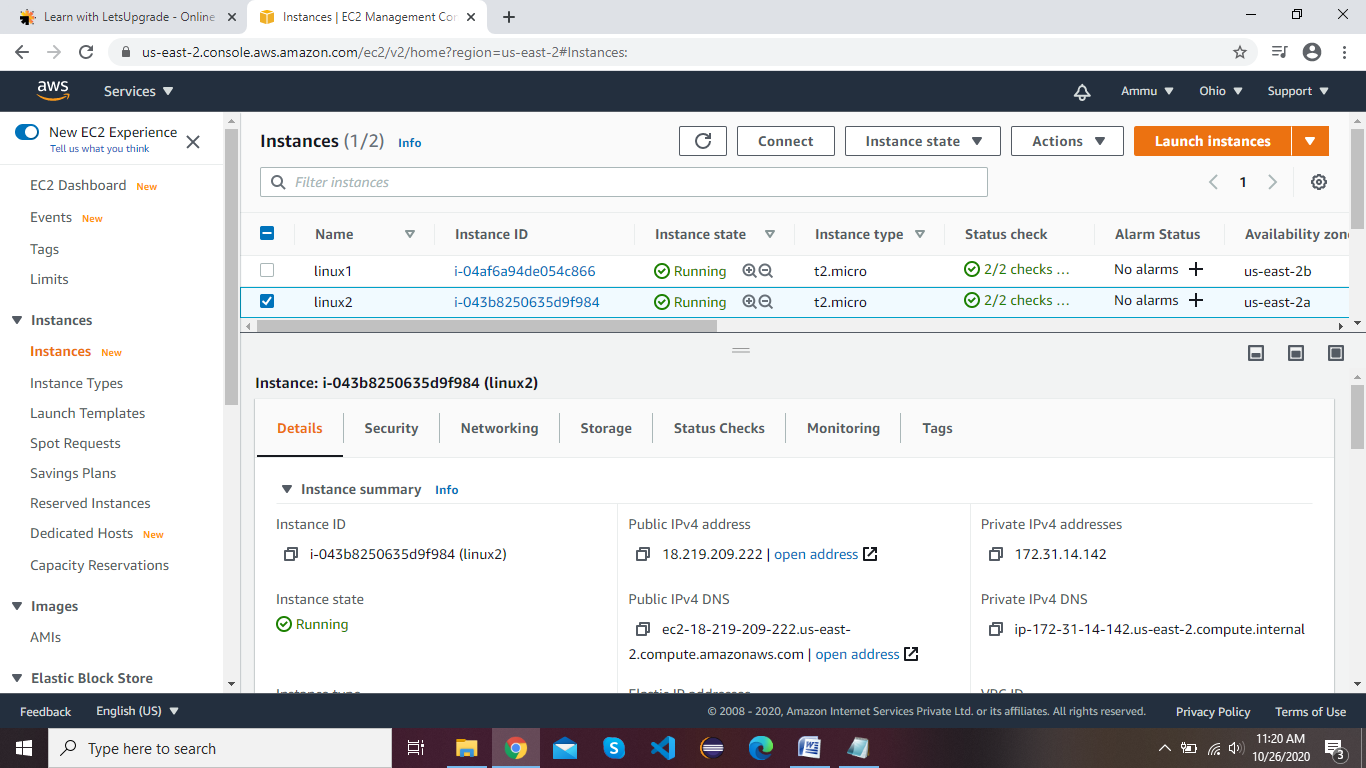 Learn with LetsUpgrade - Online
Instances | EC2 Management Con
us-east-2.console.aws.amazon.com/ec2/v2/home?region=us-east-2#Instances:
aws Services Ammu Ohio Support
New EC2 Experience
Tell us what you think
EC2 Dashboard New
Events New
Tags
Limits
Instances
Instances New
Instance Types
Launch Templates
Spot Requests
Savings Plans
Reserved Instances
Dedicated Hosts New
Capacity Reservations
Images
AMIs
Elastic Block Store
Instances (1/2) Info
Connect Instance state Actions Launch instances
Filter instances 1
Name Instance ID Instance state Instance type Status check Alarm Status Availability zone
linux1 i-04af6a94de054c866 Running t2.micro 2/2 checks ... No alarms + us-east-2b
linux2 i-043b8250635d9f984 Running t2.micro 2/2 checks ... No alarms + us-east-2a
Instance: i-043b8250635d9f984 (linux2)
Details Security Networking Storage Status Checks Monitoring Tags
Instance summary Info
Instance ID
i-043b8250635d9f984 (linux2)
Public IPv4 address
18.219.209.222 | open address
Private IPv4 addresses
172.31.14.142
Instance state
Running
Public IPv4 DNS
ec2-18-219-209-222.us-east-
2.compute.amazonaws.com | open address
Private IPv4 DNS
ip-172-31-14-142.us-east-2.compute.internal
Instance type Elastic IP addresses VPC ID
Feedback English (US) © 2008 - 2020, Amazon Internet Services Private Ltd. or its affiliates. All rights reserved. Privacy Policy Terms of Use
Type here to search
11:20 AM
10/26/2020
3